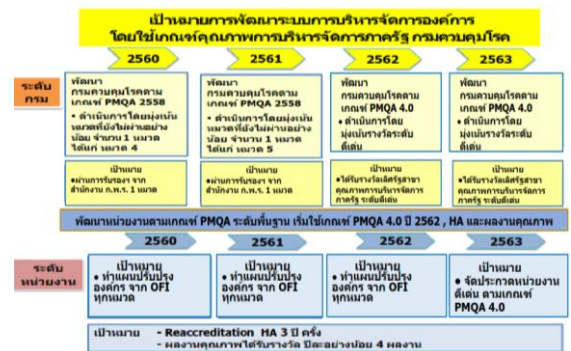 เป้าหมายการพัฒนาระบบการบริหารจัดการองค์การ
โดยใช้เกณฑ์คุณภาพการบริหารจัดการภาครัฐ กรมควบคุมโรค
2560
2561
2562
2563
ระดับ
กรม
พัฒนา
กรมควบคุมโรคตาม
เกณฑ์ PMQA 2558
• ดำเนินการโดยมุ่งเน้น
หมวดที่ยังไม่ผ่านอย่าง
น้อย จำนวน 1 หมวด
ได้แก่ หมวด 4
พัฒนา
กรมควบคุมโรคตาม
เกณฑ์ PMQA 2558
• ดำเนินการโดยมุ่งเน้น
หมวดที่ยังไม่ผ่านอย่าง
น้อย จำนวน 1 หมวด
ได้แก่ หมวด 5
พัฒนา
กรมควบคุมโรคตาม
เกณฑ์ PMQA 4.0
• ดำเนินการโดย
มุ่งเน้นรางวัลระดับ
ดีเด่น
พัฒนา
กรมควบคุมโรคตาม
เกณฑ์ PMQA 4.0
• ดำเนินการโดย
มุ่งเน้นรางวัลระดับ
ดีเด่น
เป้าหมาย
•ผ่านการรับรองฯ จาก
สำนักงาน ก.พ.ร. 1 หมวด
เป้าหมาย
•ผ่านการรับรองฯ จาก
สำนักงาน ก.พ.ร. 1 หมวด
เป้าหมาย
•ได้รับรางวัลเลิศรัฐสาขา
คุณภาพการบริหารจัดการ
ภาครัฐ ระดับดีเด่น
เป้าหมาย
•ได้รับรางวัลเลิศรัฐสาขา
คุณภาพการบริหารจัดการ
ภาครัฐ ระดับดีเด่น
พัฒนาหน่วยงานตามเกณฑ์ PMQA ระดับพื้นฐาน เริ่มใช้เกณฑ์ PMQA 4.0 ปี 2562 , HA และผลงานคุณภาพ
2560
2561
2562
2563
ระดับ
หน่วยงาน
เป้าหมาย
• ทำแผนปรับปรุง
องค์กร จาก OFI
ทุกหมวด
เป้าหมาย
• ทำแผนปรับปรุง
องค์กร จาก OFI
ทุกหมวด
เป้าหมาย
• ทำแผนปรับปรุง
องค์กร จาก OFI
ทุกหมวด
เป้าหมาย
• จัดประกวดหน่วยงาน
ดีเด่น ตามเกณฑ์
PMQA 4.0
เป้าหมาย - Reaccreditation HA 3 ปี ครั้ง
- ผลงานคุณภาพได้รับรางวัล ปีละอย่างน้อย 4 ผลงาน